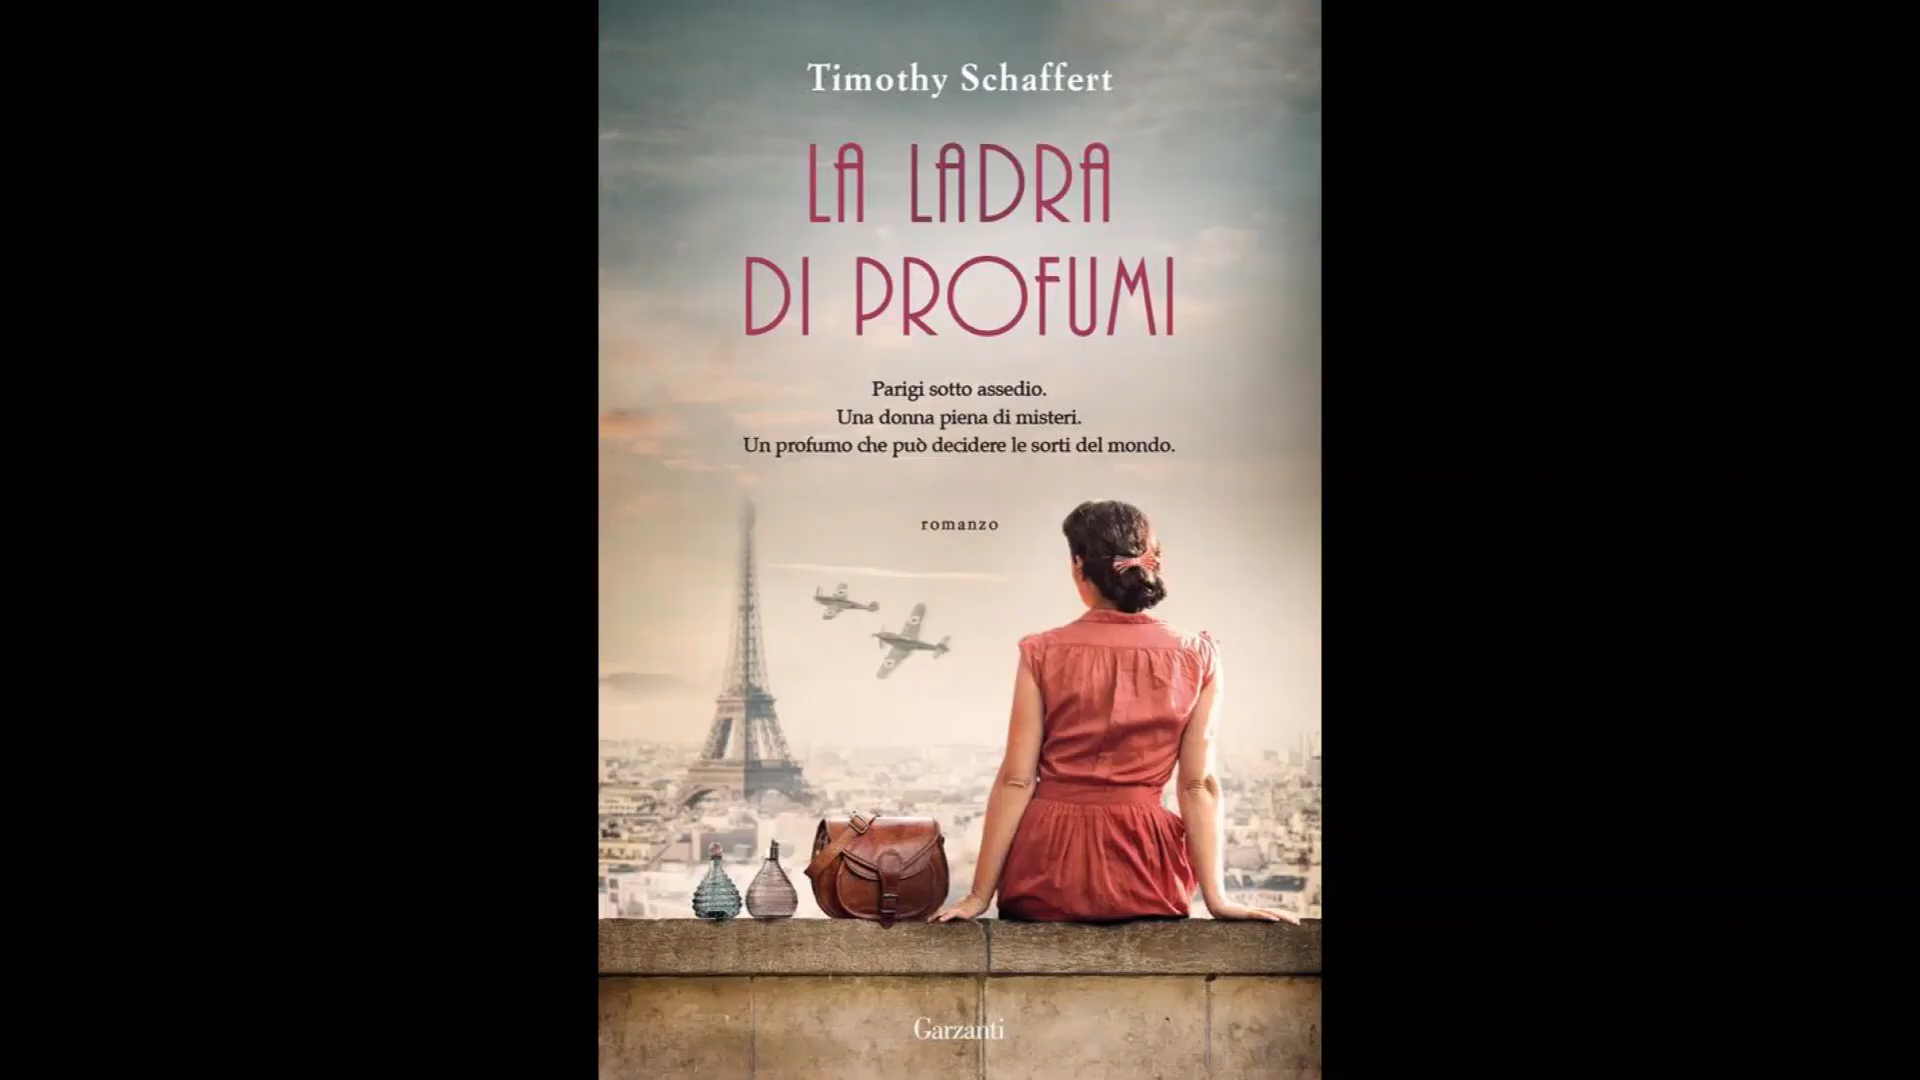 Timothy Schaffert
LA LADRA
DI PROFUMI
Parigi sotto assedio.
Una donna piena di misteri.
Un profumo che può decidere le sorti del mondo.
romanzo
Garzanti